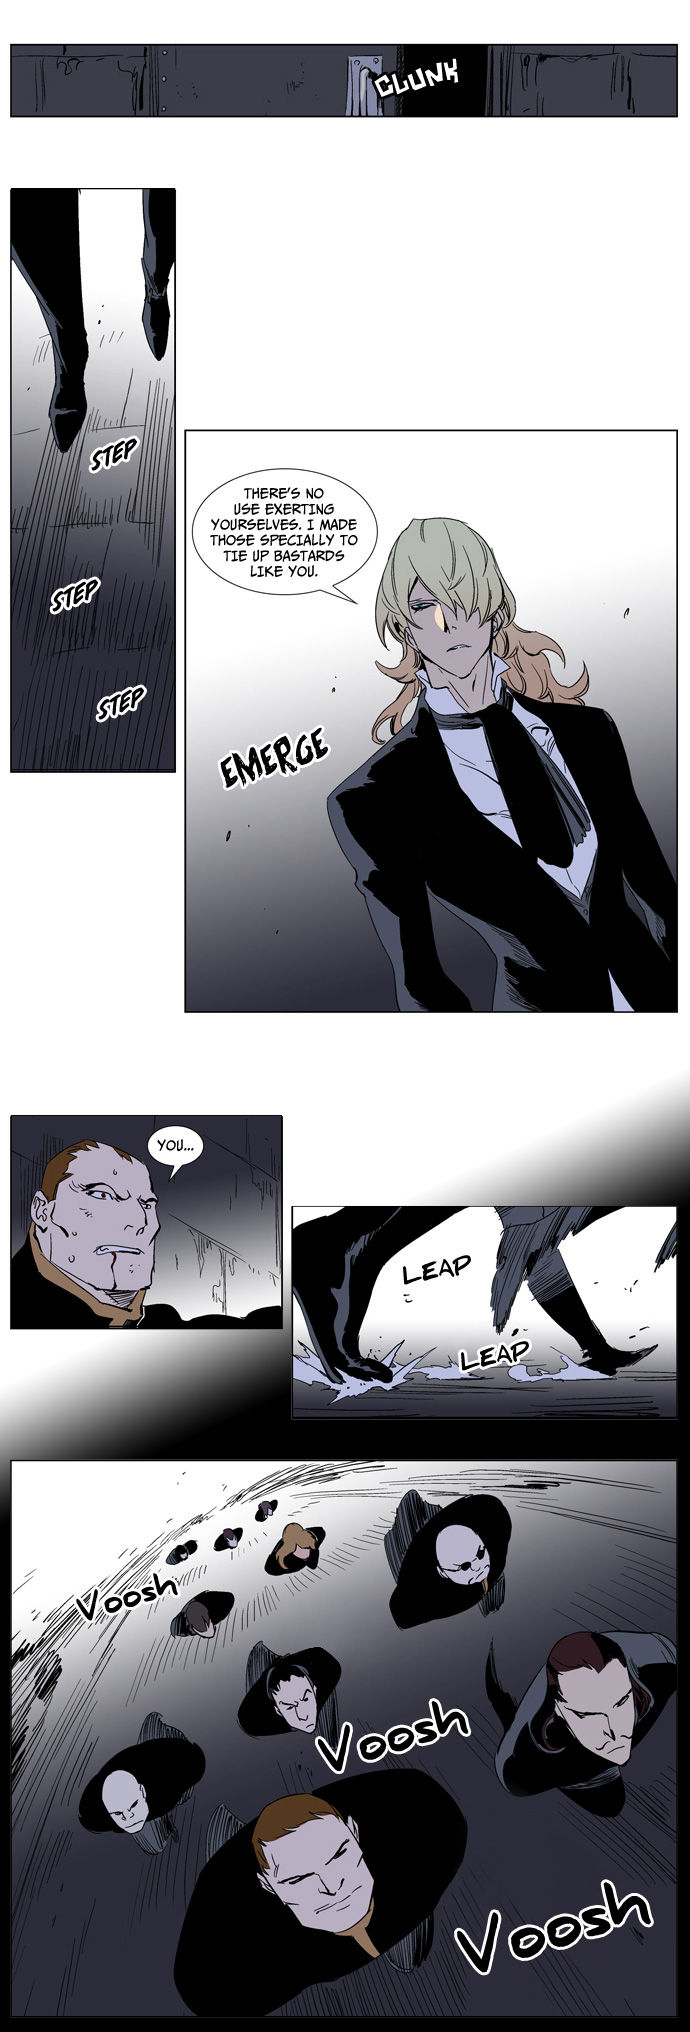 CLUNK
STEP
STEP
STEP
THERE'S NO
USE EXERTING
YOURSELVES. I MADE
THOSE SPECIALLY TO
TIE UP BASTARDS
LIKE YOU.
EMERGE
YOU...
LEAP
LEAP
Voosh
Voosh
Voosh